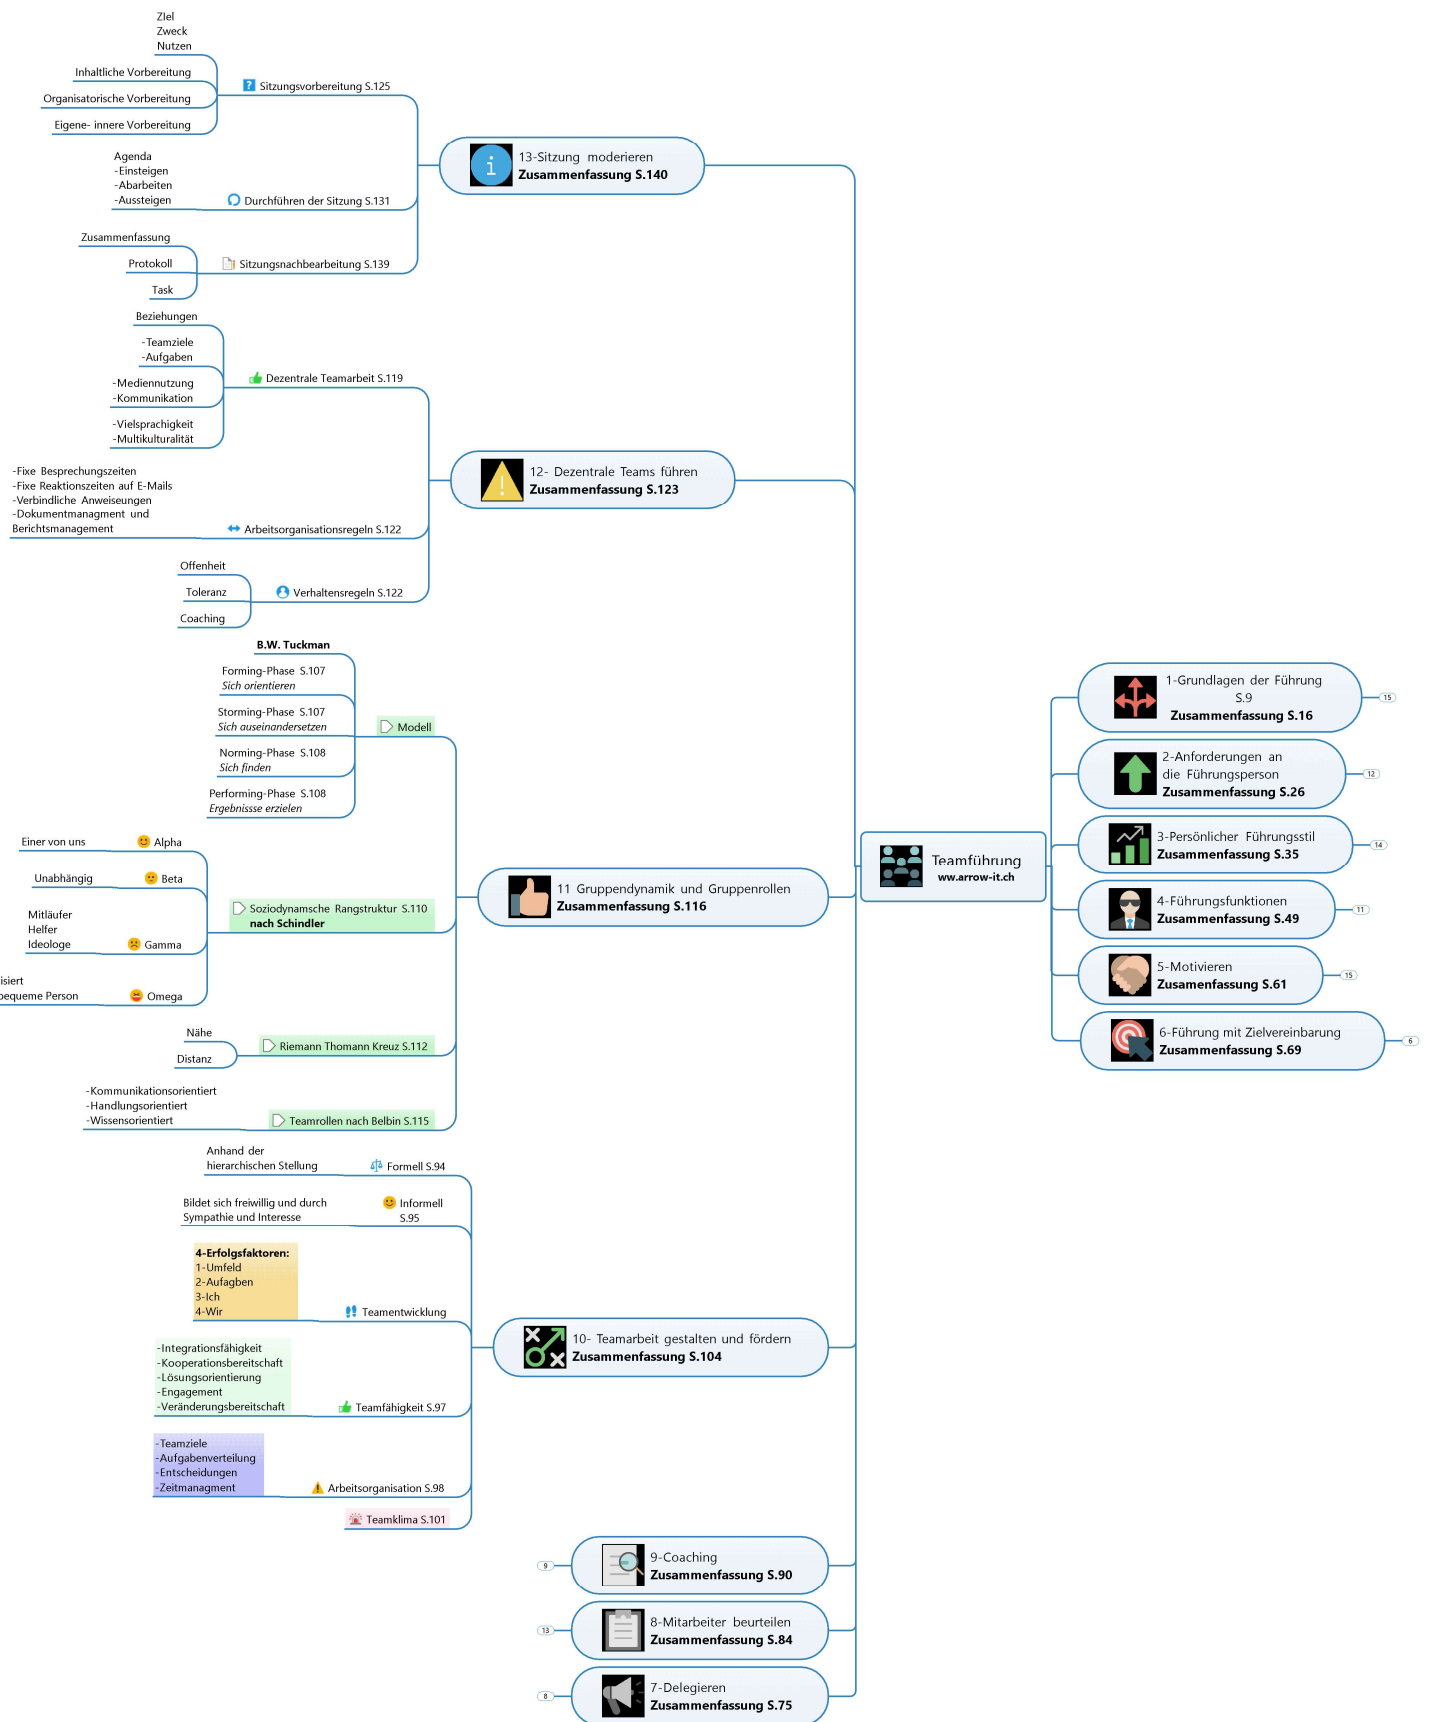 ZIel
Zweck
Nutzen
Inhaltliche Vorbereitung
Organisatorische Vorbereitung
Eigene- innere Vorbereitung
Sitzungsvorbereitung S.125
Agenda
-Einsteigen
-Abarbeiten
-Aussteigen
Durchführen der Sitzung S.131
Zusammenfassung
Protokoll
Task
Sitzungsnachbearbeitung S.139
13-Sitzung moderieren
Zusammenfassung S.140
Beziehungen
-Teamziele
-Aufgaben
-Mediennutzung
-Kommunikation
-Vielsprachigkeit
-Multikulturalität
Dezentrale Teamarbeit S.119
-Fixe Besprechungszeiten
-Fixe Reaktionszeiten auf E-Mails
-Verbindliche Anweiseungen
-Dokumentmanagment und
Berichtsmanagement
Arbeitsorganisationsregeln S.122
Offenheit
Toleranz
Coaching
Verhaltensregeln S.122
12- Dezentrale Teams führen
Zusammenfassung S.123
B.W. Tuckman
Forming-Phase S.107
Sich orientieren
Storming-Phase S.107
Sich auseinandersetzen
Norming-Phase S.108
Sich finden
Performing-Phase S.108
Ergebnissse erzielen
Modell
Einer von uns
Alpha
Unabhängig
Beta
Mitläufer
Helfer
Ideologe
Gamma
isiert
bequeme Person
Omega
Soziodynamsche Rangstruktur S.110
nach Schindler
Nähe
Distanz
Riemann Thomann Kreuz S.112
-Kommunikationsorientiert
-Handlungsorientiert
-Wissensorientiert
Teamrollen nach Belbin S.115
11 Gruppendynamik und Gruppenrollen
Zusammenfassung S.116
Anhand der
hierarchischen Stellung
Formell S.94
Bildet sich freiwillig und durch
Sympathie und Interesse
Informell
S.95
4-Erfolgsfaktoren:
1-Umfeld
2-Aufagben
3-Ich
4-Wir
Teamentwicklung
-Integrationsfähigkeit
-Kooperationsbereitschaft
-Lösungsorientierung
-Engagement
-Veränderungsbereitschaft
Teamfähigkeit S.97
-Teamziele
-Aufgabenverteilung
-Entscheidungen
-Zeitmanagment
Arbeitsorganisation S.98
Teamklima S.101
10- Teamarbeit gestalten und fördern
Zusammenfassung S.104
9
9-Coaching
Zusammenfassung S.90
13
8-Mitarbeiter beurteilen
Zusammenfassung S.84
8
7-Delegieren
Zusammenfassung S.75
Teamführung
ww.arrow-it.ch
1-Grundlagen der Führung
S.9
Zusammenfassung S.16
15
2-Anforderungen an
die Führungsperson
Zusammenfassung S.26
12
3-Persönlicher Führungsstil
Zusammenfassung S.35
14
4-Führungsfunktionen
Zusammenfassung S.49
11
5-Motivieren
Zusamenfassung S.61
15
6-Führung mit Zielvereinbarung
Zusammenfassung S.69
6